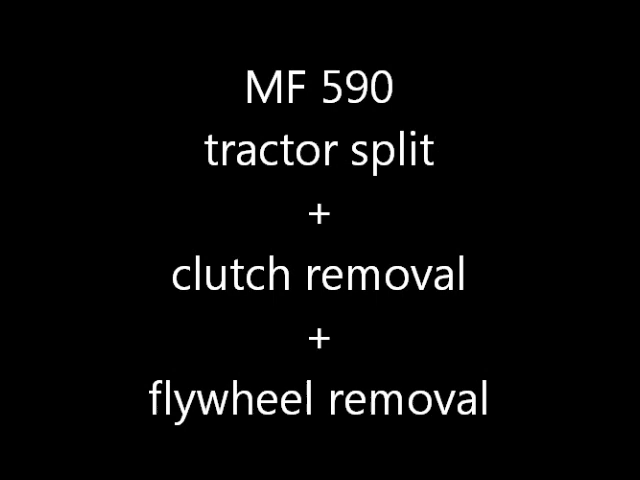 MF 590
tractor split
+
clutch removal
+
flywheel removal